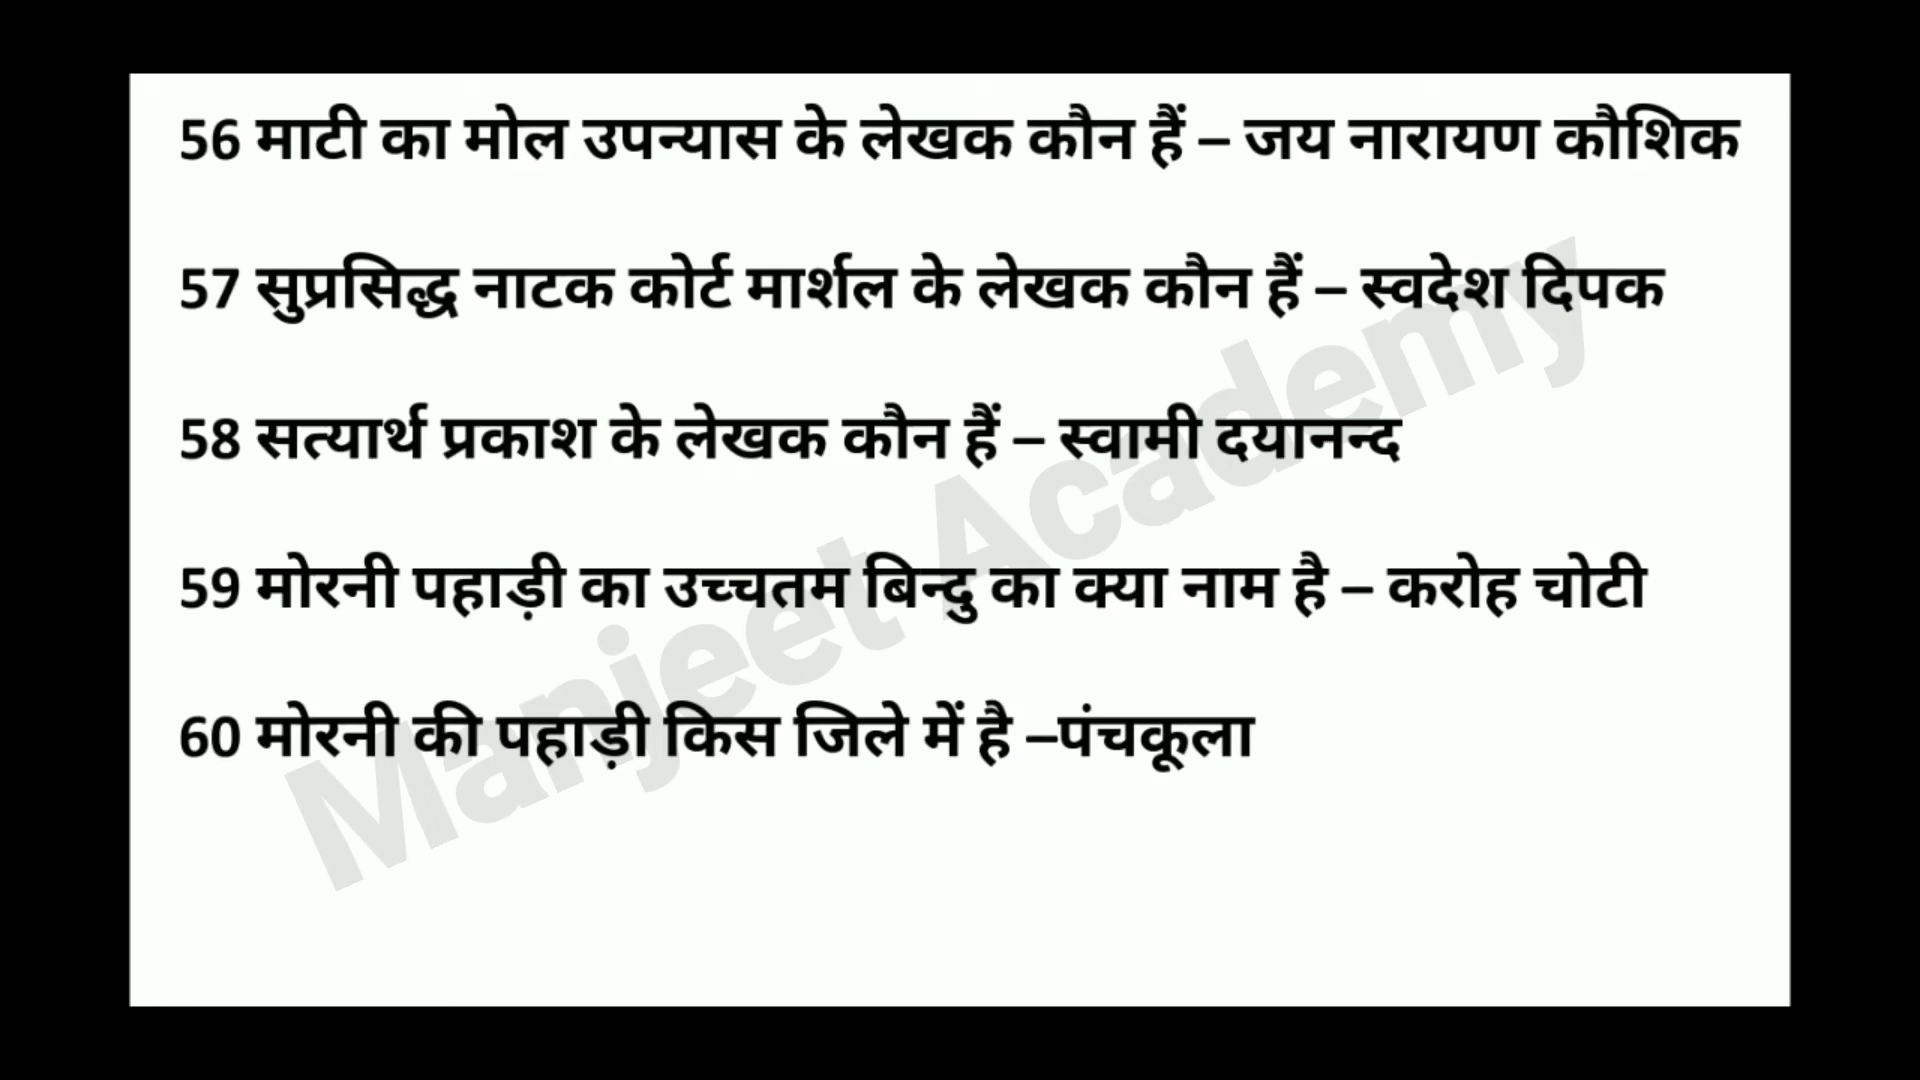 56 माटी का मोल उपन्यास के लेखक कौन हैं – जय नारायण कौशिक
57 सुप्रसिद्ध नाटक कोर्ट मार्शल के लेखक कौन हैं – स्वदेश दिपक
58 सत्यार्थ प्रकाश के लेखक कौन हैं – स्वामी दयानन्द
59 मोरनी पहाड़ी का उच्चतम बिन्दु का क्या नाम है – करोह चोटी
60 मोरनी की पहाड़ी किस जिले में है –पंचकूला
Manjeet Academy